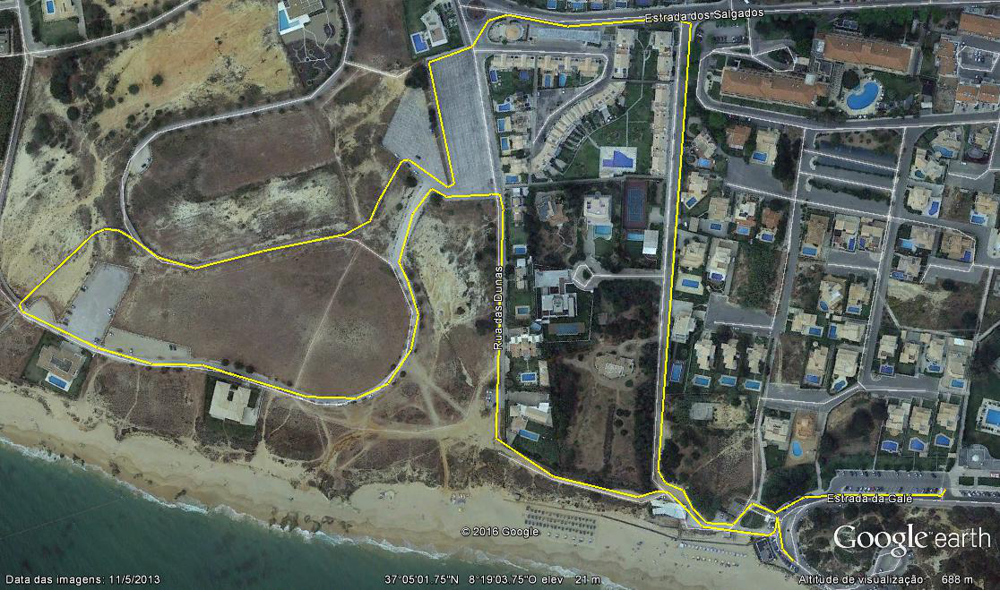 Estrada dos Salgados
Rua das Dunas
Estrada da Galé
© 2016 Google
Google earth
Data das imagens: 11/5/2013
37°05'01.75"N 8°19'03.75"O elev 21 m
Altitude de visualização 688 m